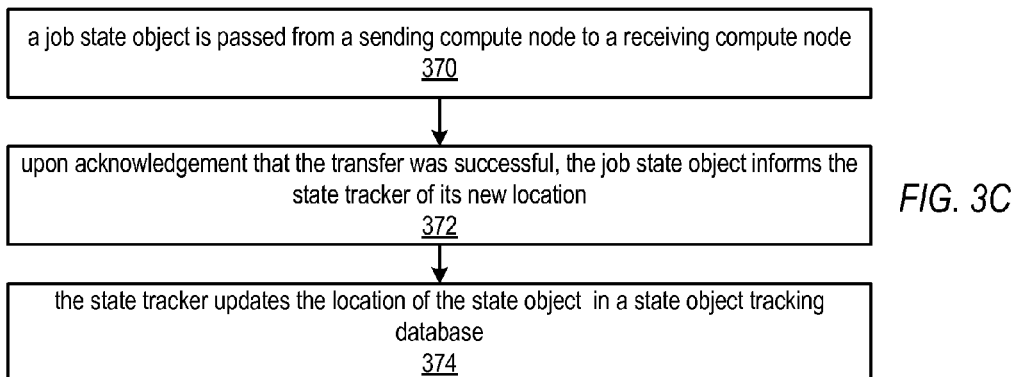 a job state object is passed from a sending compute node to a receiving compute node
370
upon acknowledgement that the transfer was successful, the job state object informs the
state tracker of its new location
372
FIG. 3C
the state tracker updates the location of the state object in a state object tracking
database
374